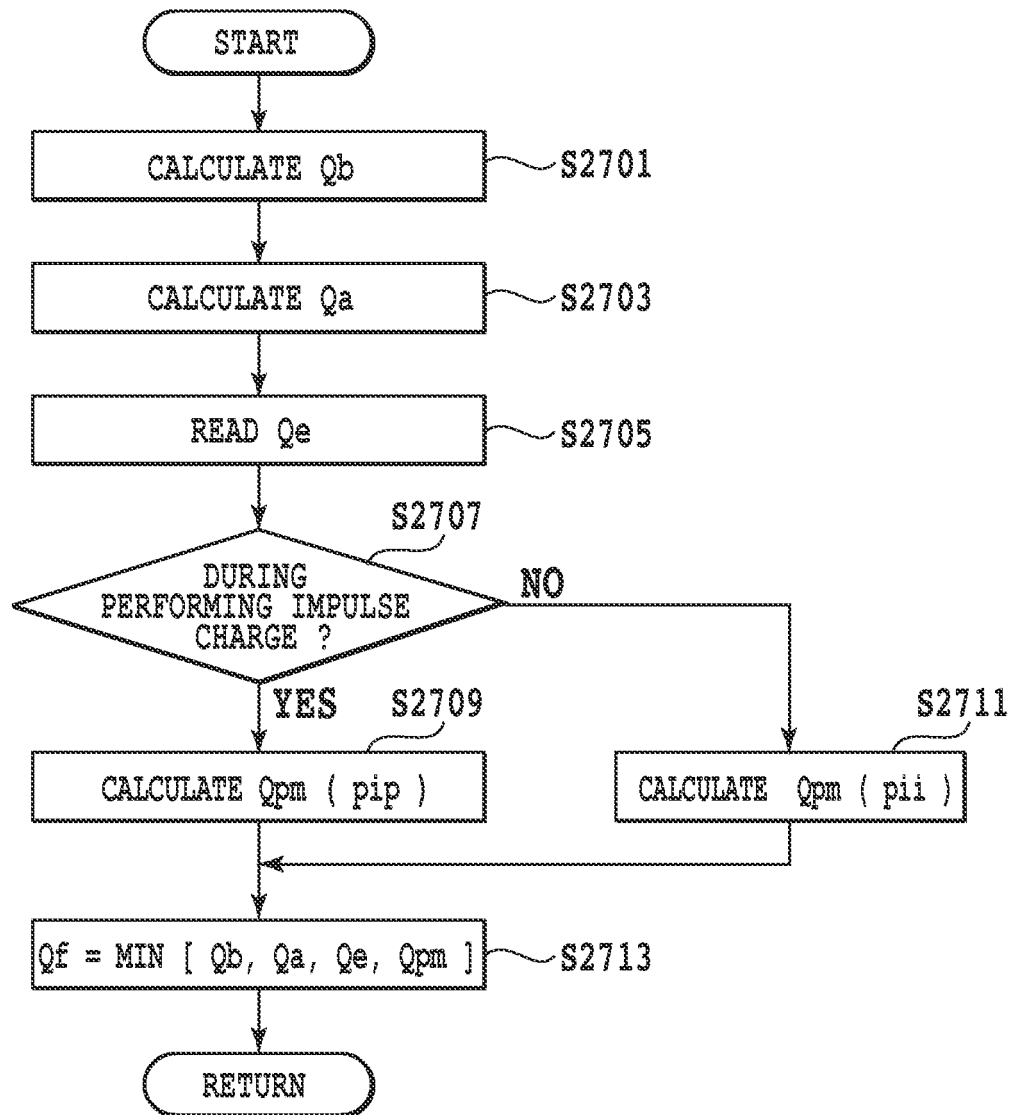 START
CALCULATE Qb
S2701
CALCULATE Qa
S2703
READ Qe
S2705
S2707
DURING
PERFORMING IMPULSE
CHARGE ?
NO
YES
S2709
S2711
CALCULATE Qpm ( pip )
CALCULATE Qpm ( pii )
Qf = MIN [ Qb, Qa, Qe, Qpm ]
S2713
RETURN